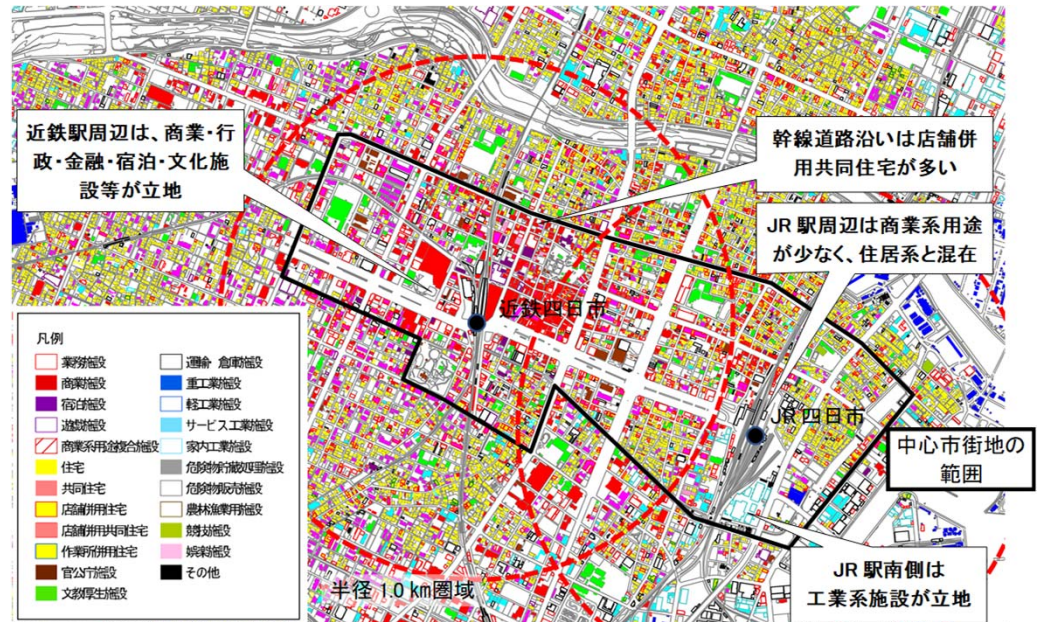 近鉄駅周辺は、商業・行
政・金融・宿泊・文化施
設等が立地
幹線道路沿いは店舗併
用共同住宅が多い
JR 駅周辺は商業系用途
が少なく、住居系と混在
近鉄四日市
JR 四日市
中心市街地の
範囲
JR 駅南側は
工業系施設が立地
半径 1.0 km圏域
凡例
業務施設
商業施設
宿泊施設
遊戯施設
商業系用途複合施設
住宅
共同住宅
店舗併用住宅
店舗併用共同住宅
作業所併用住宅
官公庁施設
文教厚生施設
運輸・倉庫施設
重工業施設
軽工業施設
サービス工業施設
家内工業施設
危険物貯蔵処理施設
危険物販売施設
農林漁業用施設
競技施設
娯楽施設
その他